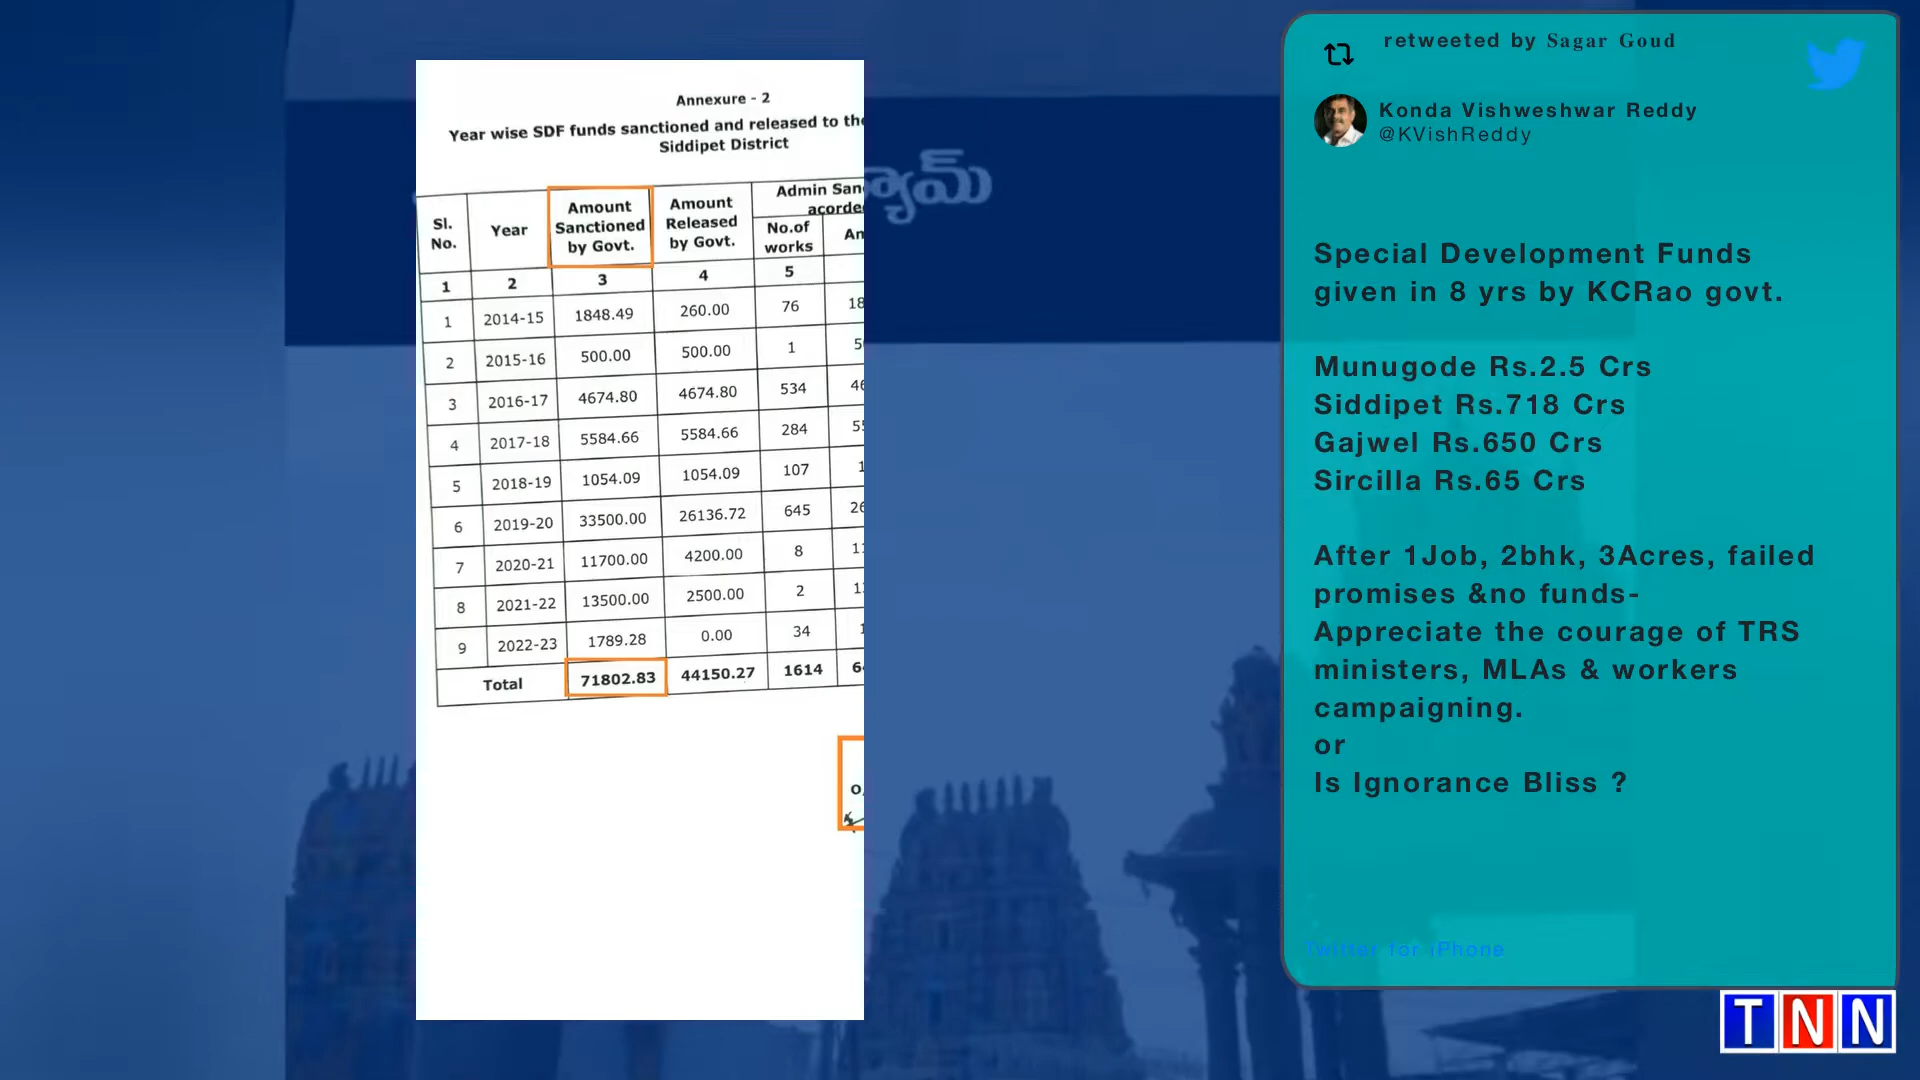 Annexure - 2
Year wise SDF funds sanctioned and released to the
Siddipet District
Sl. No. Year Amount Sanctioned by Govt. Amount Released by Govt. Admin
No.of works
1 2 3 4 5
1 2014-15 1848.49 260.00 76
2 2015-16 500.00 500.00 1
3 2016-17 4674.80 4674.80 534
4 2017-18 5584.66 5584.66 284
5 2018-19 1054.09 1054.09 107
6 2019-20 33500.00 26136.72 645
7 2020-21 11700.00 4200.00 8
8 2021-22 13500.00 2500.00 2
9 2022-23 1789.28 0.00 34
Total 71802.83 44150.27 1614
retweeted by Sagar Goud
Konda Vishweshwar Reddy
@KVishReddy
Special Development Funds
given in 8 yrs by KCRao govt.
Munugode Rs.2.5 Crs
Siddipet Rs.718 Crs
Gajwel Rs.650 Crs
Sircilla Rs.65 Crs
After 1Job, 2bhk, 3Acres, failed
promises &no funds-
Appreciate the courage of TRS
ministers, MLAs & workers
campaigning.
or
Is Ignorance Bliss ?
Twitter for iPhone
TNN